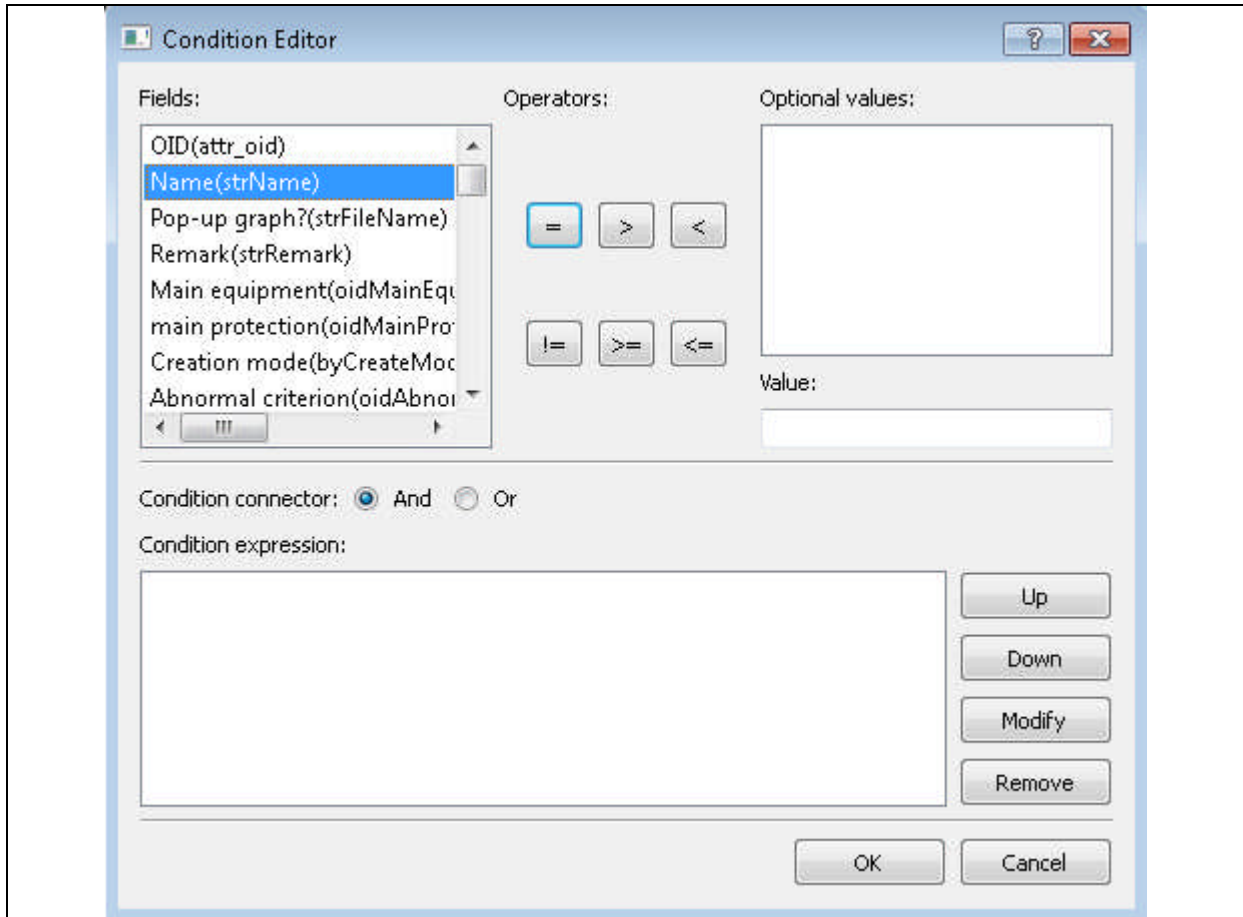 Condition Editor
Fields:
Operators:
Optional values:
OID(attr_oid)
Name(strName)
Pop-up graph?(strFileName)
Remark(strRemark)
Main equipment(oidMainEqu
main protection(oidMainPro
Creation mode(byCreateMod
Abnormal criterion(oidAbnor
= > <
!= >= <=
Value:
Condition connector: And Or
Condition expression:
Up
Down
Modify
Remove
OK Cancel